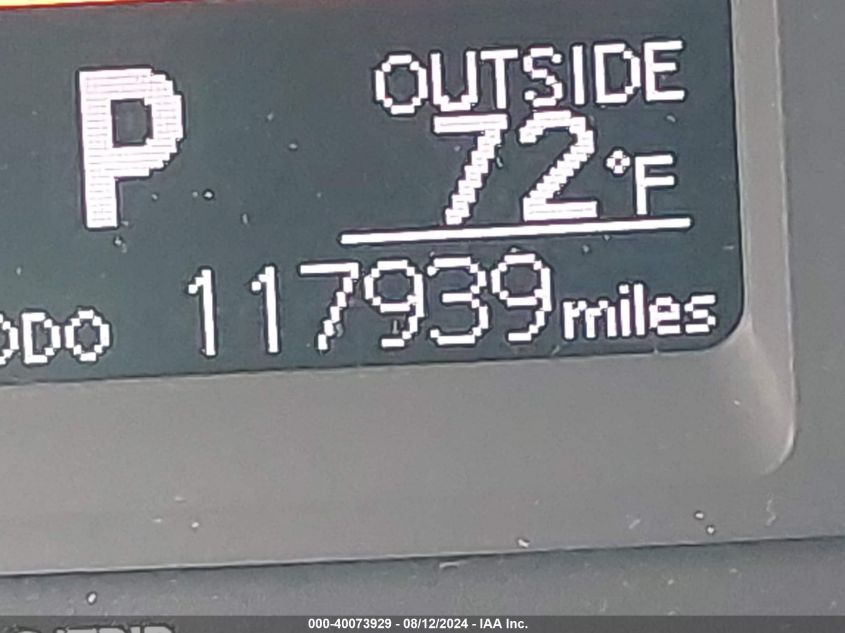 P
OUTSIDE
72°F
ODO 117939 miles
000-40073929 - 08/12/2024 - IAA Inc.